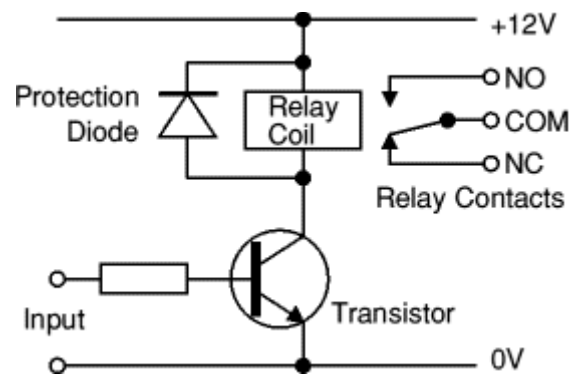 +12V
Protection
Diode
Relay
Coil
NO
COM
NC
Relay Contacts
Input
Transistor
0V